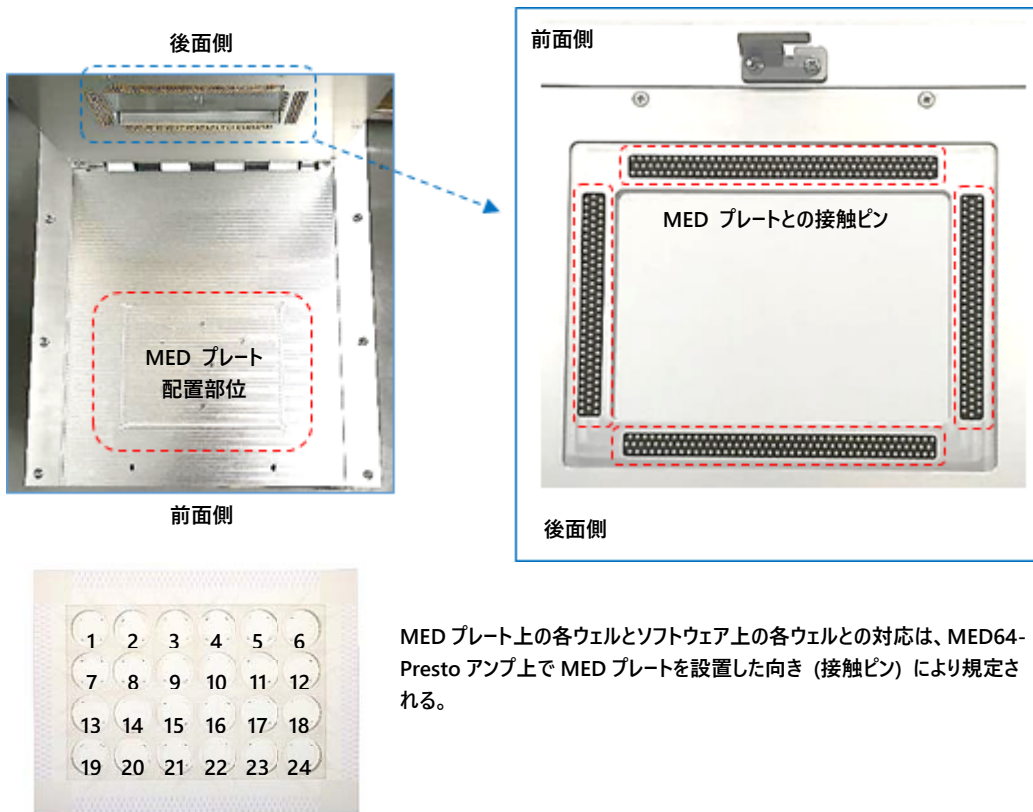 後面側
MED プレート
配置部位
前面側
前面側
MED プレートとの接触ピン
後面側
1 2 3 4 5 6
7 8 9 10 11 12
13 14 15 16 17 18
19 20 21 22 23 24
MED プレート上の各ウェルとソフトウェア上の各ウェルとの対応は、MED64-
Presto アンプ上で MED プレートを設置した向き (接触ピン) により規定さ
れる。